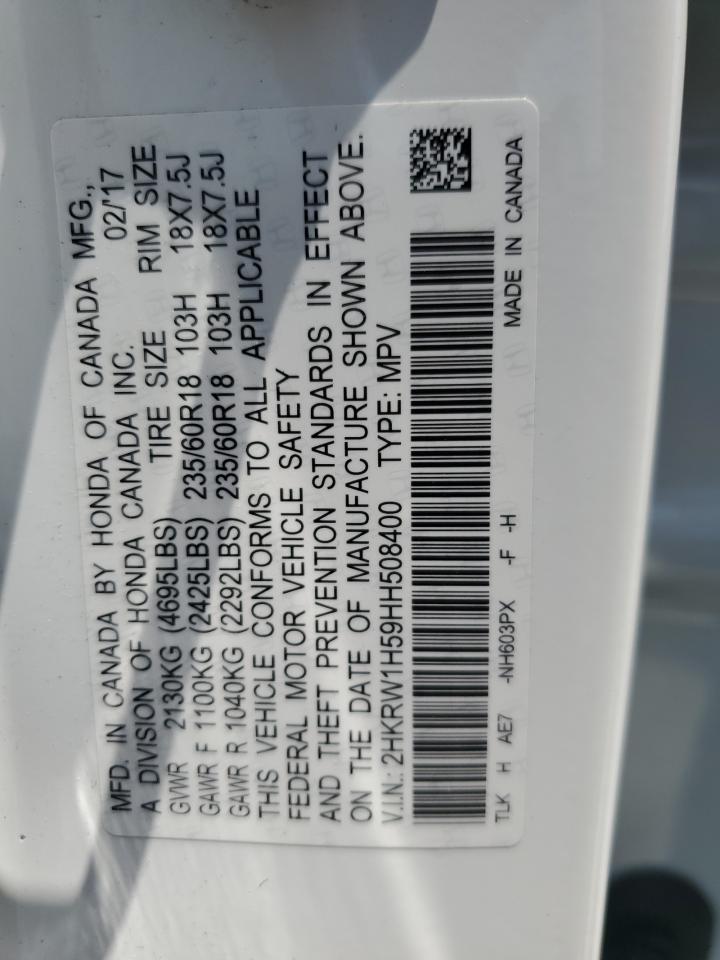 MFD. IN CANADA BY HONDA OF CANADA MFG.,
A DIVISION OF HONDA CANADA INC. 02/'17
TIRE SIZE RIM SIZE
GVWR 2130KG (4695LBS)
GAWR F 1100KG (2425LBS) 235/60R18 103H 18X7.5J
GAWR R 1040KG (2292LBS) 235/60R18 103H 18X7.5J
THIS VEHICLE CONFORMS TO ALL APPLICABLE
FEDERAL MOTOR VEHICLE SAFETY
AND THEFT PREVENTION STANDARDS IN EFFECT
ON THE DATE OF MANUFACTURE SHOWN ABOVE.
V.I.N.: 2HKRW1H59HH508400 TYPE: MPV
TLK H AE7 -NH603PX -F -H MADE IN CANADA